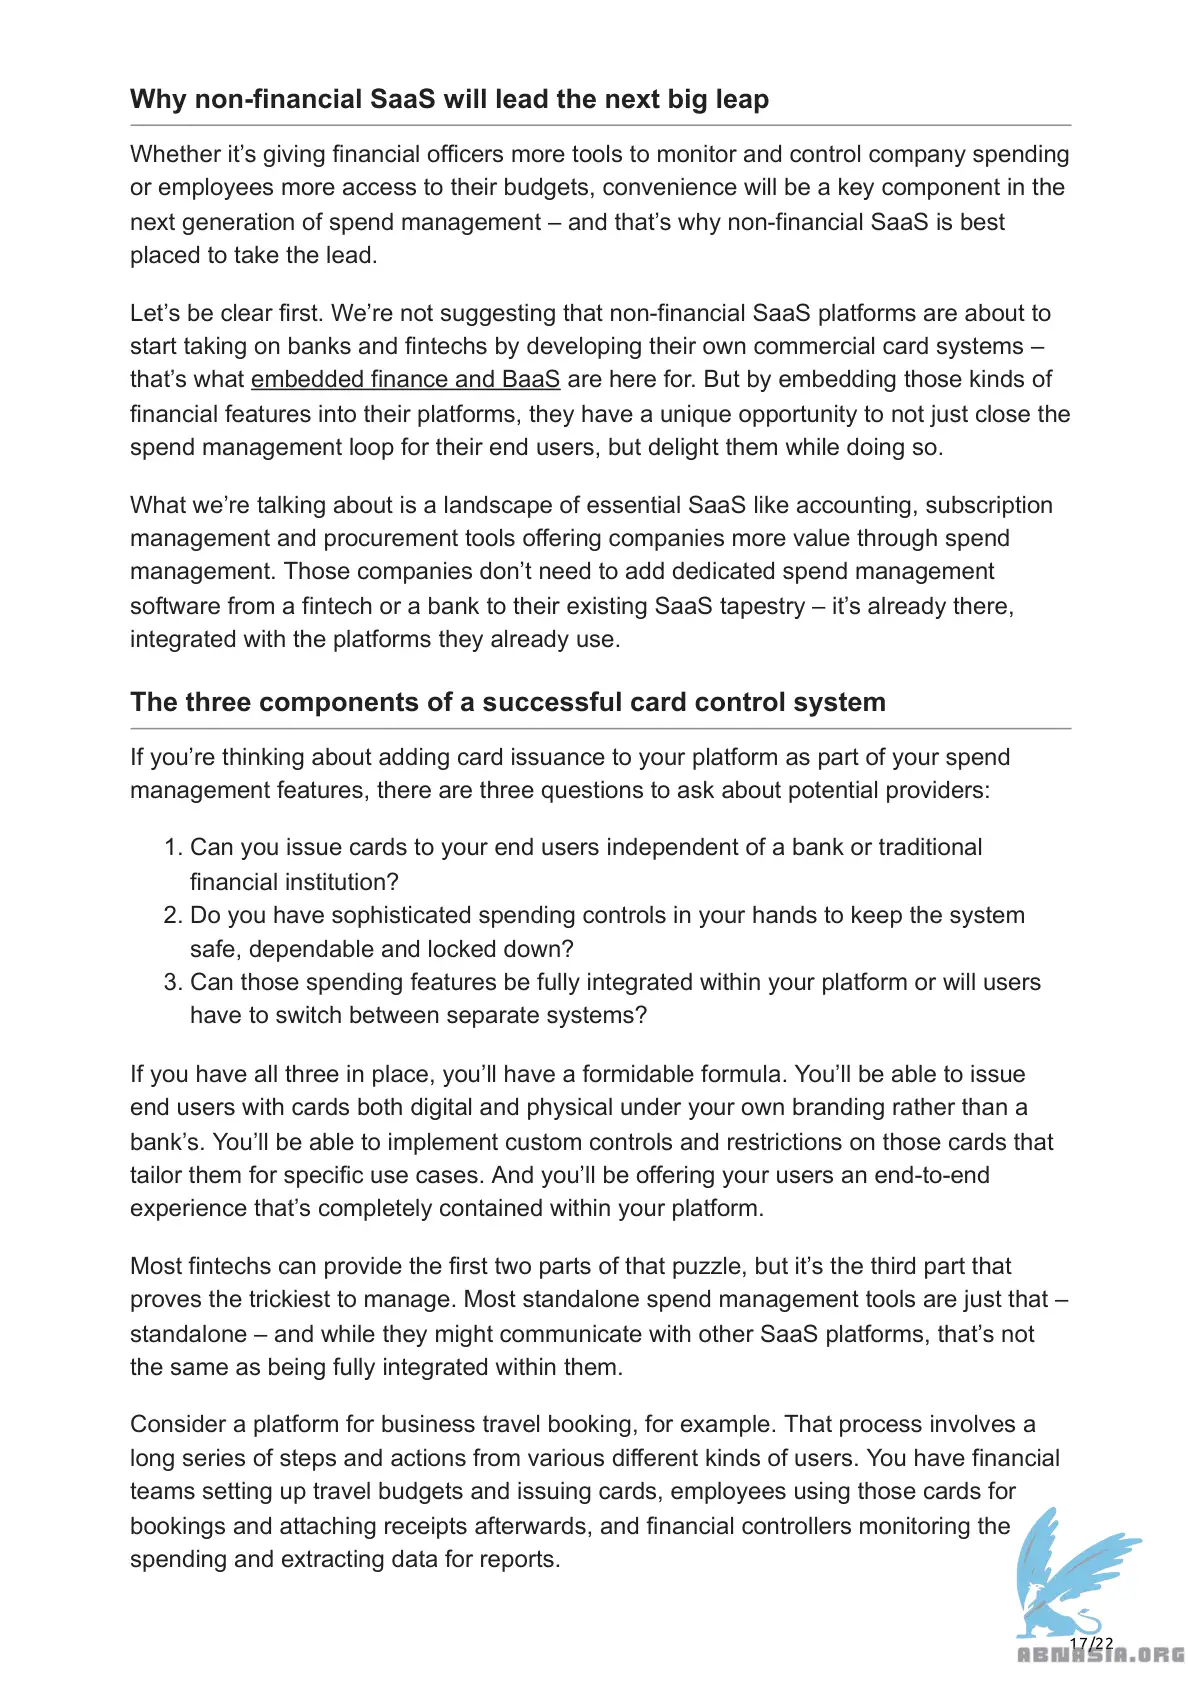 Why non-financial SaaS will lead the next big leap
Whether it’s giving financial officers more tools to monitor and control company spending
or employees more access to their budgets, convenience will be a key component in the
next generation of spend management – and that’s why non-financial SaaS is best
placed to take the lead.
Let’s be clear first. We’re not suggesting that non-financial SaaS platforms are about to
start taking on banks and fintechs by developing their own commercial card systems –
that’s what embedded finance and BaaS are here for. But by embedding those kinds of
financial features into their platforms, they have a unique opportunity to not just close the
spend management loop for their end users, but delight them while doing so.
What we’re talking about is a landscape of essential SaaS like accounting, subscription
management and procurement tools offering companies more value through spend
management. Those companies don’t need to add dedicated spend management
software from a fintech or a bank to their existing SaaS tapestry – it’s already there,
integrated with the platforms they already use.
The three components of a successful card control system
If you’re thinking about adding card issuance to your platform as part of your spend
management features, there are three questions to ask about potential providers:
1. Can you issue cards to your end users independent of a bank or traditional
financial institution?
2. Do you have sophisticated spending controls in your hands to keep the system
safe, dependable and locked down?
3. Can those spending features be fully integrated within your platform or will users
have to switch between separate systems?
If you have all three in place, you’ll have a formidable formula. You’ll be able to issue
end users with cards both digital and physical under your own branding rather than a
bank’s. You’ll be able to implement custom controls and restrictions on those cards that
tailor them for specific use cases. And you’ll be offering your users an end-to-end
experience that’s completely contained within your platform.
Most fintechs can provide the first two parts of that puzzle, but it’s the third part that
proves the trickiest to manage. Most standalone spend management tools are just that –
standalone – and while they might communicate with other SaaS platforms, that’s not
the same as being fully integrated within them.
Consider a platform for business travel booking, for example. That process involves a
long series of steps and actions from various different kinds of users. You have financial
teams setting up travel budgets and issuing cards, employees using those cards for
bookings and attaching receipts afterwards, and financial controllers monitoring the
spending and extracting data for reports.
17/22
ABNASIA.ORG